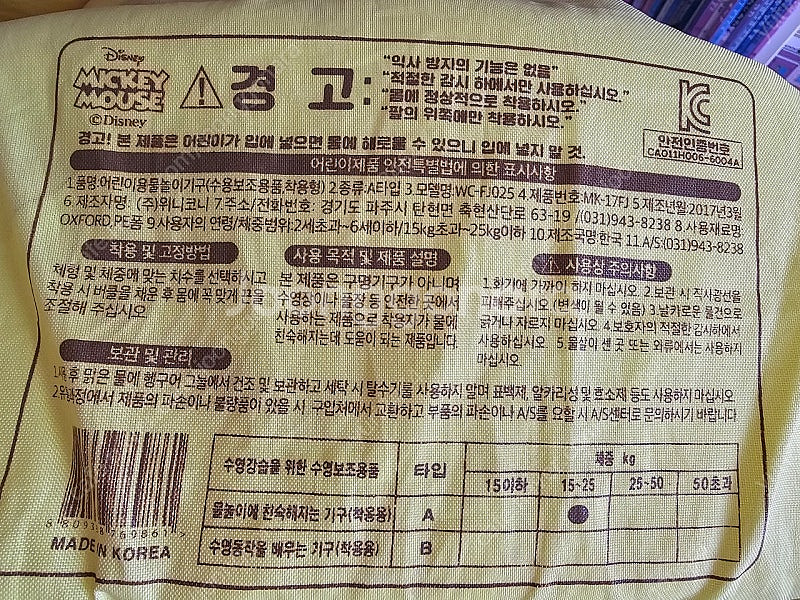 Disney
MICKEY
MOUSE
©Disney
경 고 :
"익사 방지의 기능은 없음"
"적절한 감시 하에서만 사용하십시오."
"몸에 정상적으로 착용하십시오."
"팔의 위쪽에만 착용하십시오."
안전인증번호
CA011H006-6004A
경고! 본 제품은 어린이가 입에 넣으면 몸에 해로울 수 있으니 입에 넣지 말 것.
어린이제품 안전특별법에 의한 표시사항
1.품명:어린이용물놀이기구(수영보조용품착용형) 2.종류:A타입 3.모델명:WC-FJ025 4.제품번호:MK-17FJ 5.제조년월:2017년3월
6.제조자명: (주)위니코니 7.주소/전화번호: 경기도 파주시 탄현면 축현산단로 63-19 /(031)943-8238 8.사용재료명:
OXFORD,PE폼 9.사용자의 연령/체중범위:2세초과~6세이하/15kg초과~25kg이하 10.제조국명:한국 11.A/S:(031)943-8238
착용 및 고정방법
체형 및 체중에 맞는 치수를 선택하시고
착용 시 버클을 채운 후 몸에 꼭 맞게 끈을
조절해 주십시오.
사용 목적 및 제품 설명
본 제품은 구명기구가 아니며
수영장이나 풀장 등 안전한 곳에서
사용하는 제품으로 착용자가 물에
친숙해지는데 도움이 되는 제품입니다.
사용상 주의사항
1.화기에 가까이 하지 마십시오. 2.보관 시 직사광선을
피해주십시오 (변색이 될 수 있음) 3.날카로운 물건으로
긁거나 자르지 마십시오. 4.보호자의 적절한 감시하에서
사용하십시오. 5. 물살이 센 곳 또는 와류에서는 사용하지
마십시오.
보관 및 관리
1.사용 후 맑은 물에 헹구어 그늘에서 건조 및 보관하고 세탁 시 탈수기를 사용하지 말며 표백제, 알카리성 및 효소제 등도 사용하지 마십시오.
2.유통과정에서 제품의 파손이나 불량품이 있을 시 구입처에서 교환하고 부품의 파손이나 A/S를 요할 시 A/S센터로 문의하시기 바랍니다.
MADE IN KOREA
수영강습을 위한 수영보조용품 타입 체중 kg
15이하 15~25 25~50 50초과
물놀이에 친숙해지는 기구(착용용) A ●
수영동작을 배우는 기구(착용용) B